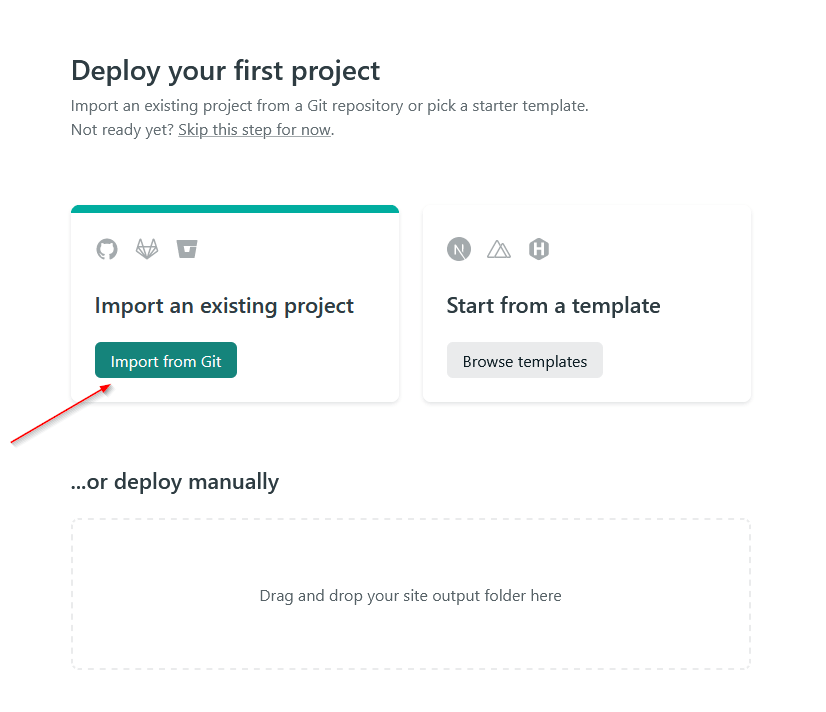 Deploy your first project
Import an existing project from a Git repository or pick a starter template.
Not ready yet? Skip this step for now.
Import an existing project
Import from Git
Start from a template
Browse templates
...or deploy manually
Drag and drop your site output folder here